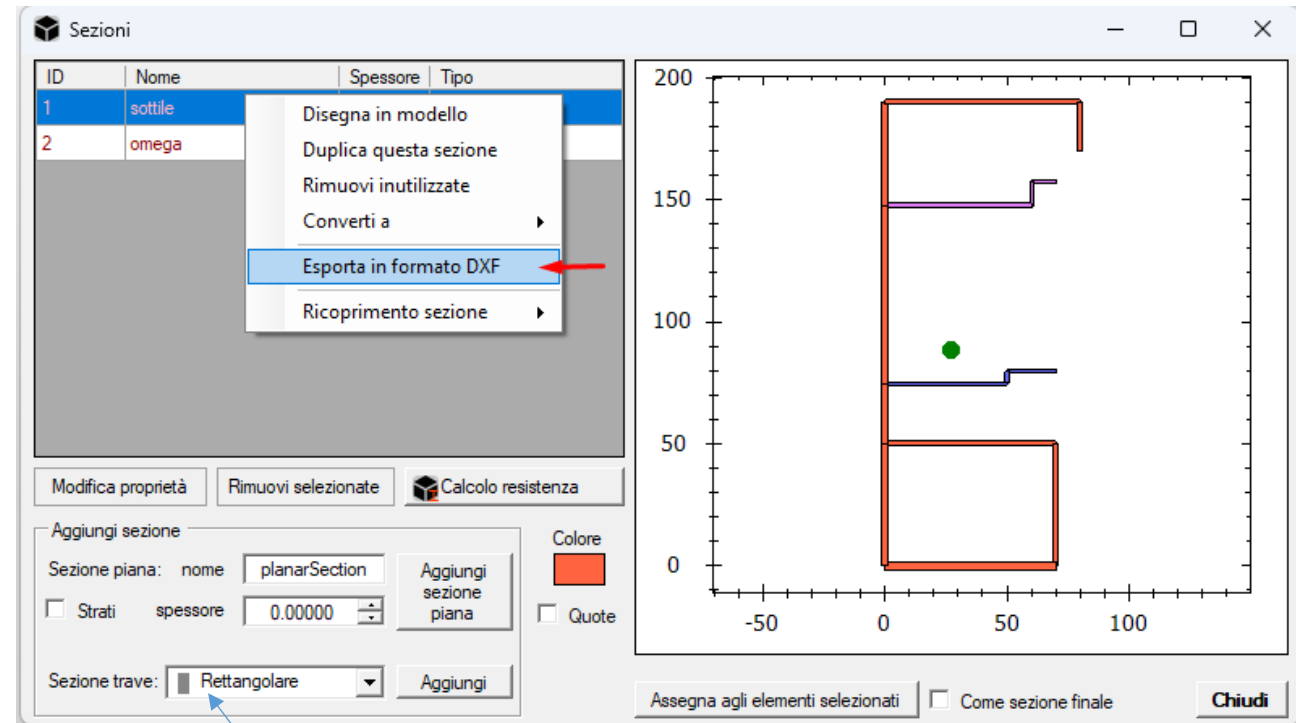 Sezioni
ID Nome Spessore Tipo
1 sottile
2 omega
Disegna in modello
Duplica questa sezione
Rimuovi inutilizzate
Converti a
Esporta in formato DXF
Ricoprimento sezione
Modifica proprietà Rimuovi selezionate Calcolo resistenza
Aggiungi sezione
Sezione piana: nome planarSection
Aggiungi
sezione
piana
Strati spessore 0.00000
Sezione trave: Rettangolare Aggiungi
Colore
Quote
200
150
100
50
0
-50 0 50 100
Assegna agli elementi selezionati Come sezione finale Chiudi